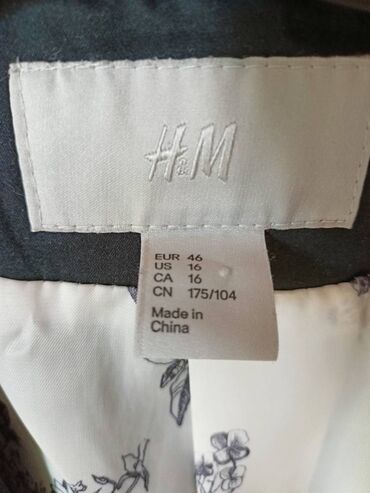 H&M
EUR 46
US 16
CA 16
CN 175/104
Made in
China